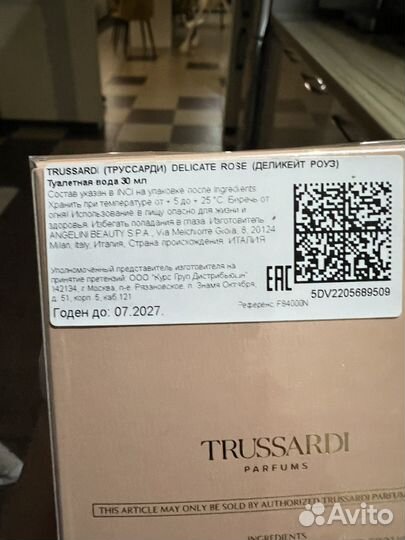 TRUSSARDI (ТРУССАРДИ) DELICATE ROSE (ДЕЛИКЕЙТ РОУЗ)
Туалетная вода 30 мл
Состав указан в INCI на упаковке после Ingredients.
Хранить при температуре от + 5 до + 25 °C. Беречь от
огня! Использование в пищу опасно для жизни и
здоровья. Избегать попадания в глаза. Изготовитель:
ANGELINI BEAUTY S.P.A., Via Melchiorre Gioia, 8, 20124
Milan, Italy, Италия, Страна происхождения: ИТАЛИЯ
Уполномоченный представитель изготовителя на
принятие претензий: ООО "Курс Груп Дистрибьюшн"
142134, г Москва, п-е. Рязановское, п. Знамя Октября,
д. 51, корп 5, каб.121
Годен до: 07.2027.
EAC
5DV2205689509
Референс: F84000N
TRUSSARDI
PARFUMS
THIS ARTICLE MAY ONLY BE SOLD BY AUTHORIZED TRUSSARDI PARFUM
INGREDIENTS
Avito